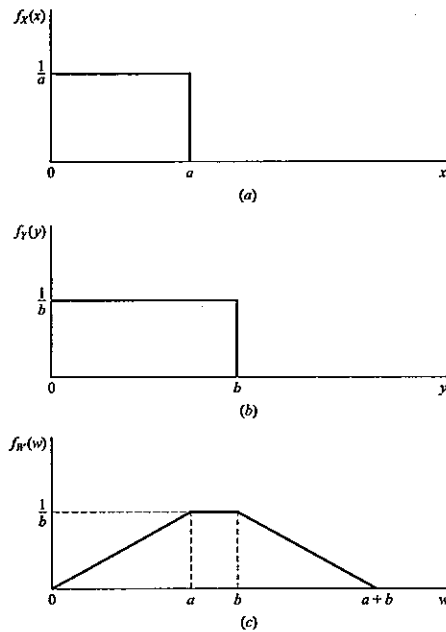 f_X(x)
1/a
0 a x
(a)
f_Y(y)
1/b
0 b y
(b)
f_W(w)
1/b
0 a b a + b w
(c)